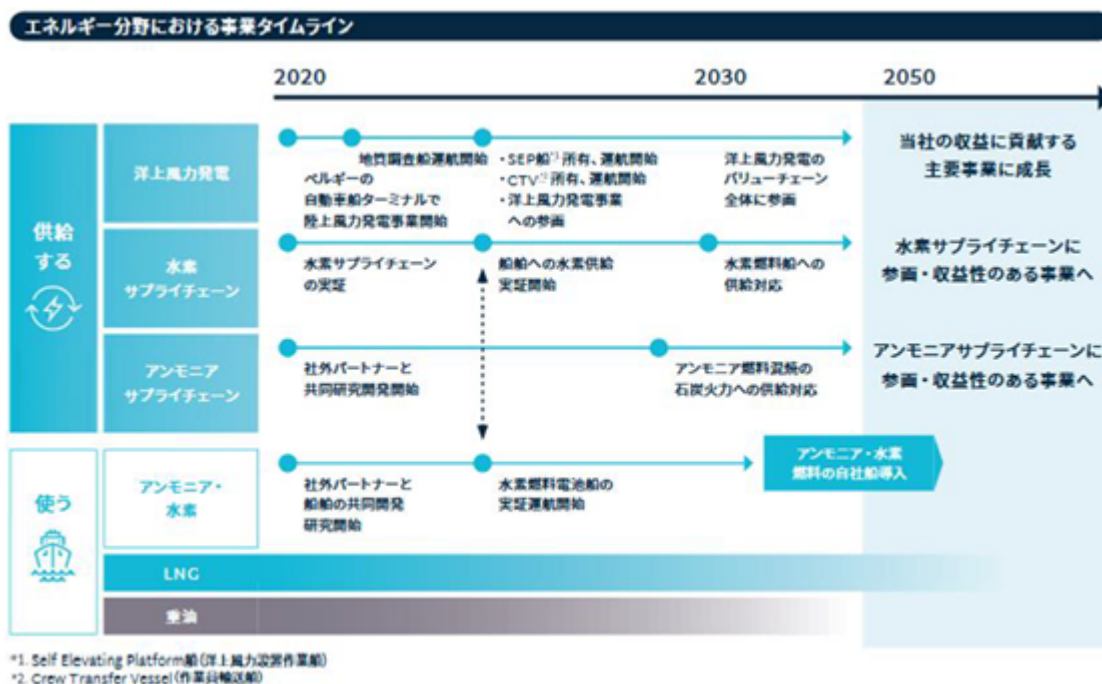 エネルギー分野における事業タイムライン
2020
2030
2050
供給
する
洋上風力発電
地質調査船運航開始
ベルギーの
自動車船ターミナルで
陸上風力発電事業開始
・SEP船*1所有、運航開始
・CTV*2所有、運航開始
・洋上風力発電事業
への参画
洋上風力発電の
バリューチェーン
全体に参画
当社の収益に貢献する
主要事業に成長
水素
サプライチェーン
水素サプライチェーン
の実証
船舶への水素供給
実証開始
水素燃料船への
供給対応
水素サプライチェーンに
参画・収益性のある事業へ
アンモニア
サプライチェーン
社外パートナーと
共同研究開発開始
アンモニア燃料混焼の
石炭火力への供給対応
アンモニアサプライチェーンに
参画・収益性のある事業へ
使う
アンモニア・
水素
社外パートナーと
船舶の共同開発
研究開始
水素燃料電池船の
実証運航開始
アンモニア・水素
燃料の自社船導入
LNG
重油
*1. Self Elevating Platform船(洋上風力設置作業船)
*2. Crew Transfer Vessel(作業員輸送船)